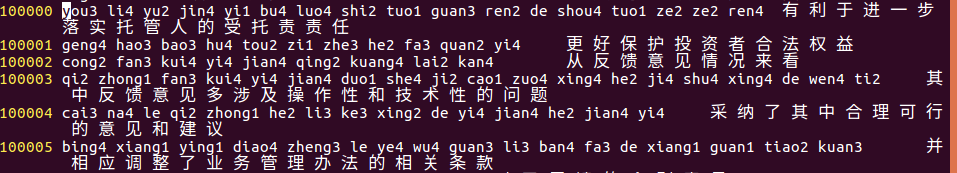 100000 you3 li4 yu2 jin4 yi1 bu4 luo4 shi2 tuo1 guan3 ren2 de shou4 tuo1 ze2 ze2 ren4 有 利 于 进 一 步
落 实 托 管 人 的 受 托 责 责 任
100001 geng4 hao3 bao3 hu4 tou2 zi1 zhe3 he2 fa3 quan2 yi4 更 好 保 护 投 资 者 合 法 权 益
100002 cong2 fan3 kui4 yi4 jian4 qing2 kuang4 lai2 kan4 从 反 馈 意 见 情 况 来 看
100003 qi2 zhong1 fan3 kui4 yi4 jian4 duo1 she4 ji2 cao1 zuo4 xing4 he2 ji4 shu4 xing4 de wen4 ti2 其
中 反 馈 意 见 多 涉 及 操 作 性 和 技 术 性 的 问 题
100004 cai3 na4 le qi2 zhong1 he2 li3 ke3 xing2 de yi4 jian4 he2 jian4 yi4 采 纳 了 其 中 合 理 可 行
的 意 见 和 建 议
100005 bing4 xiang1 ying1 diao4 zheng3 le ye4 wu4 guan3 li3 ban4 fa3 de xiang1 guan1 tiao2 kuan3 并
相 应 调 整 了 业 务 管 理 办 法 的 相 关 条 款